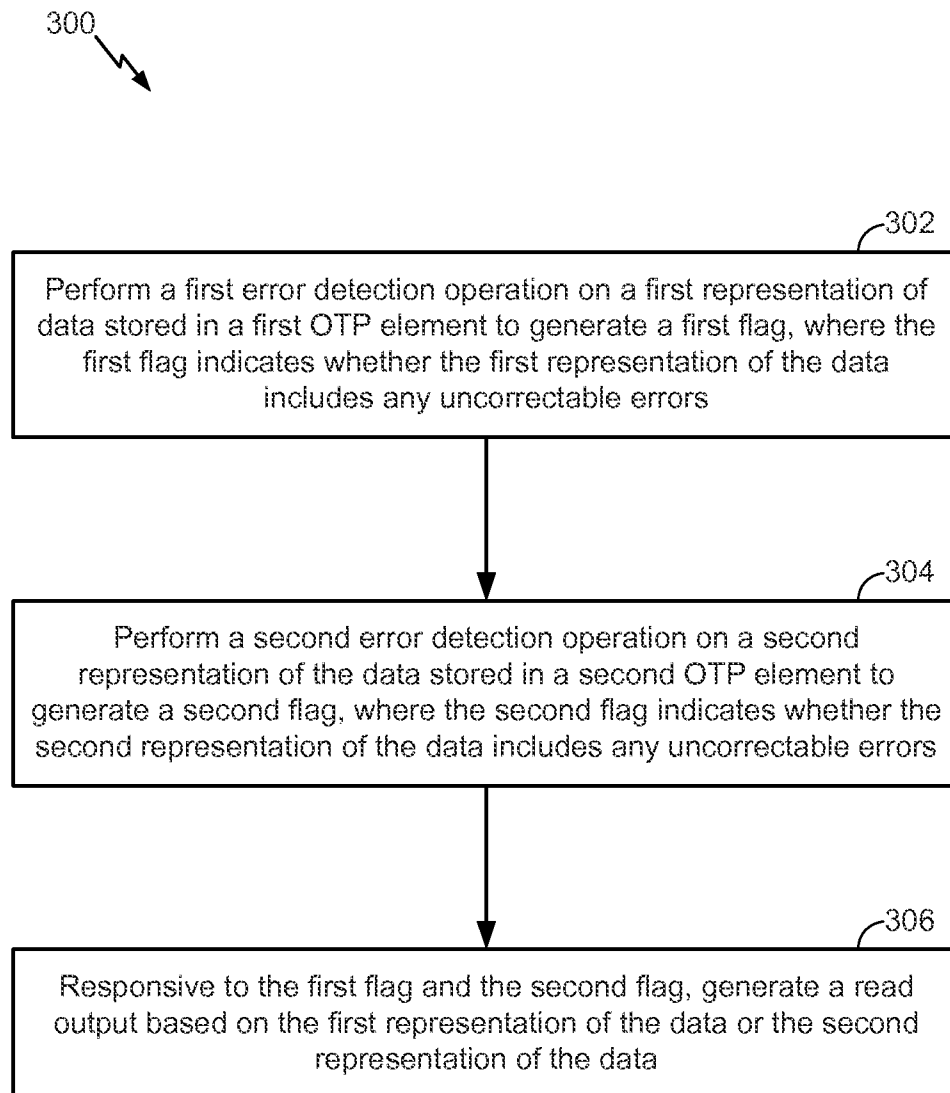 300
302
Perform a first error detection operation on a first representation of
data stored in a first OTP element to generate a first flag, where the
first flag indicates whether the first representation of the data
includes any uncorrectable errors
304
Perform a second error detection operation on a second
representation of the data stored in a second OTP element to
generate a second flag, where the second flag indicates whether the
second representation of the data includes any uncorrectable errors
306
Responsive to the first flag and the second flag, generate a read
output based on the first representation of the data or the second
representation of the data